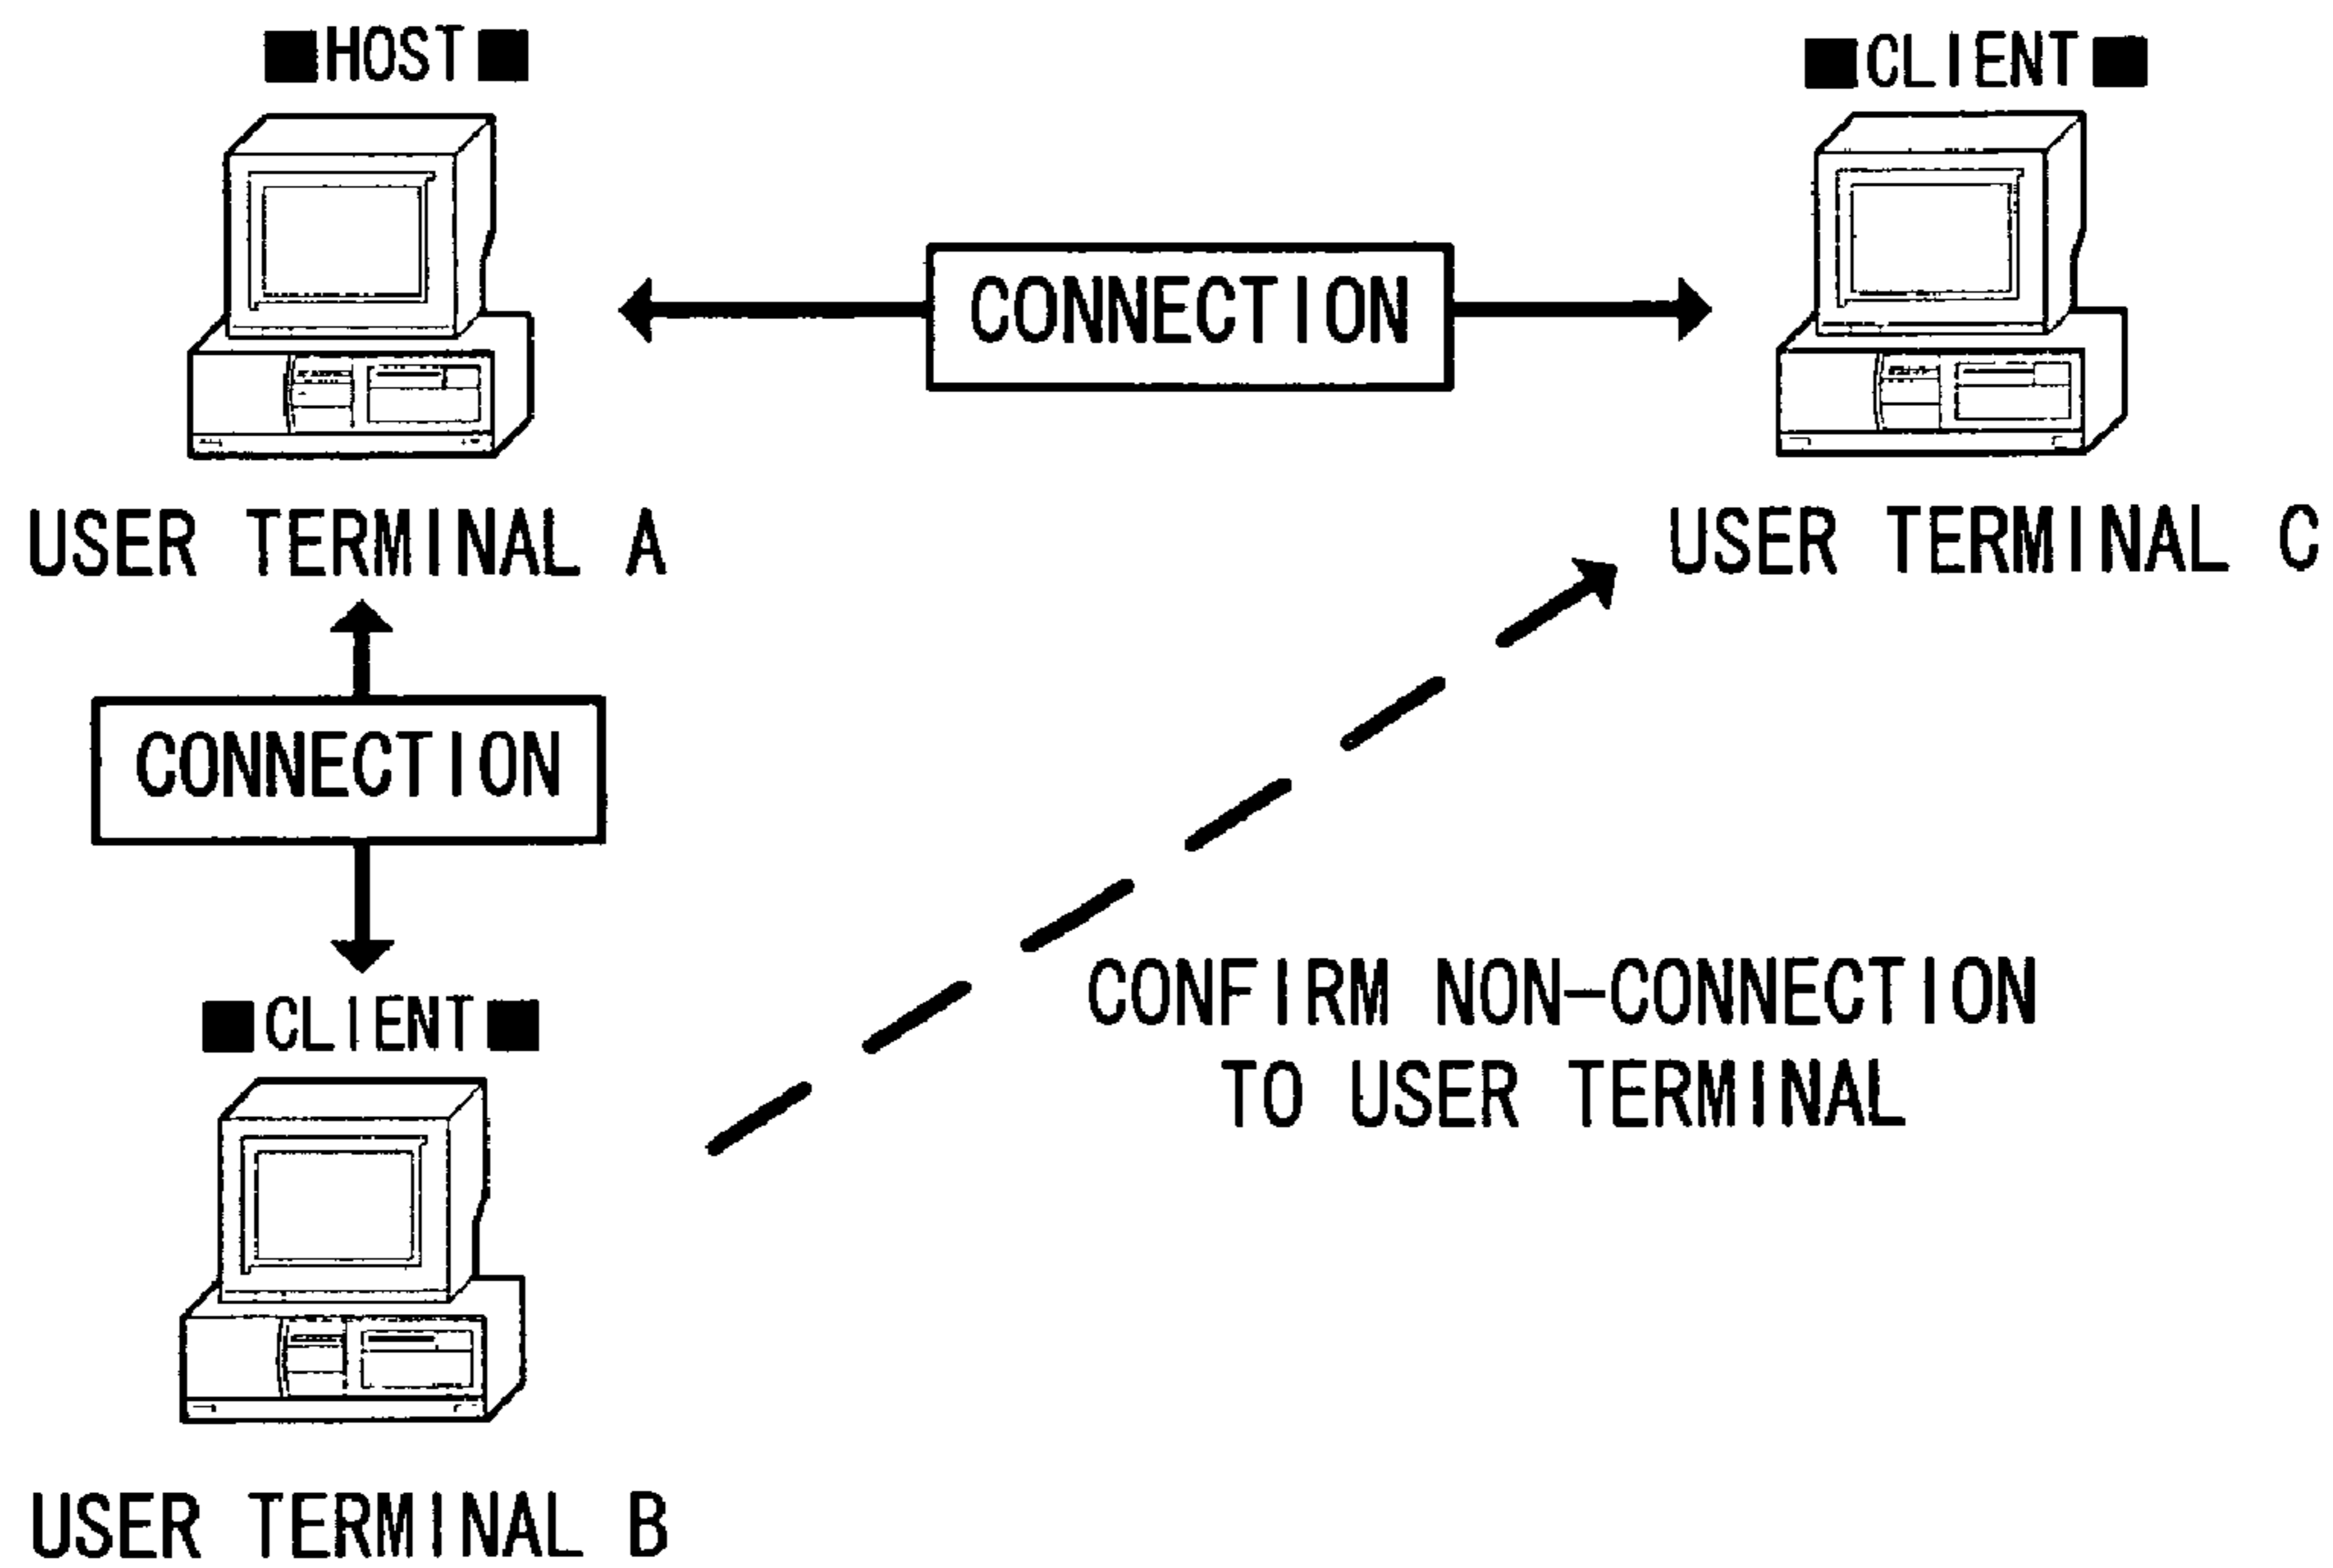 ■HOST■
■CLIENT■
CONNECTION
USER TERMINAL A
USER TERMINAL C
CONNECTION
■CLIENT■
CONFIRM NON-CONNECTION
TO USER TERMINAL
USER TERMINAL B